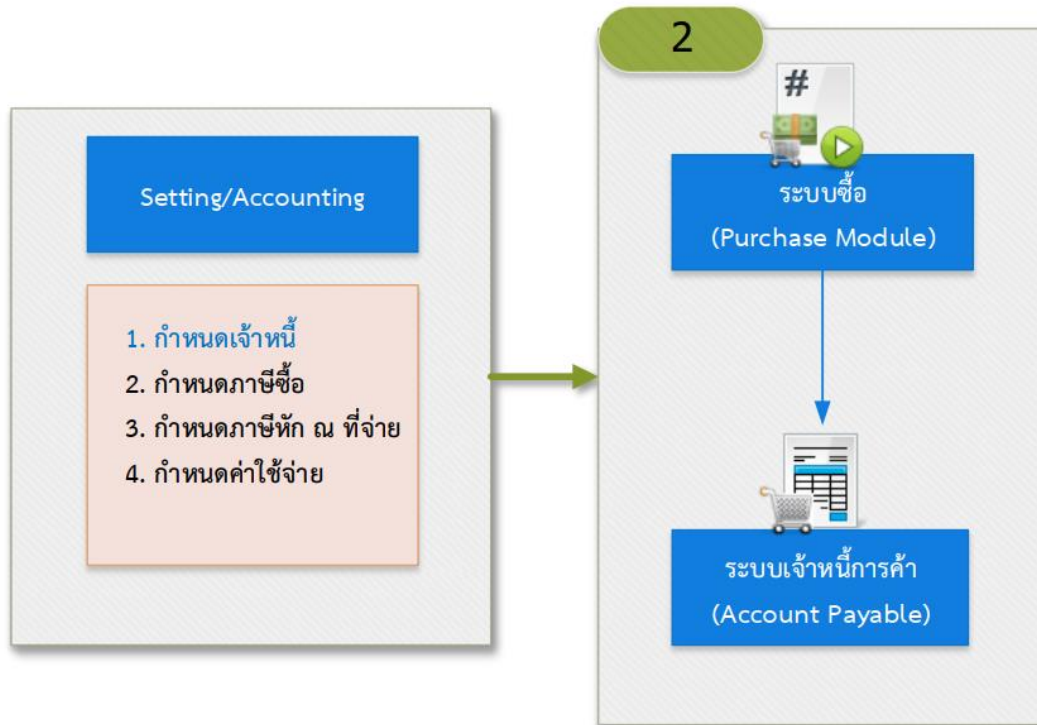 Setting/Accounting
1. กำหนดเจ้าหนี้
2. กำหนดภาษีซื้อ
3. กำหนดภาษีหัก ณ ที่จ่าย
4. กำหนดค่าใช้จ่าย
2
#
ระบบซื้อ
(Purchase Module)
ระบบเจ้าหนี้การค้า
(Account Payable)